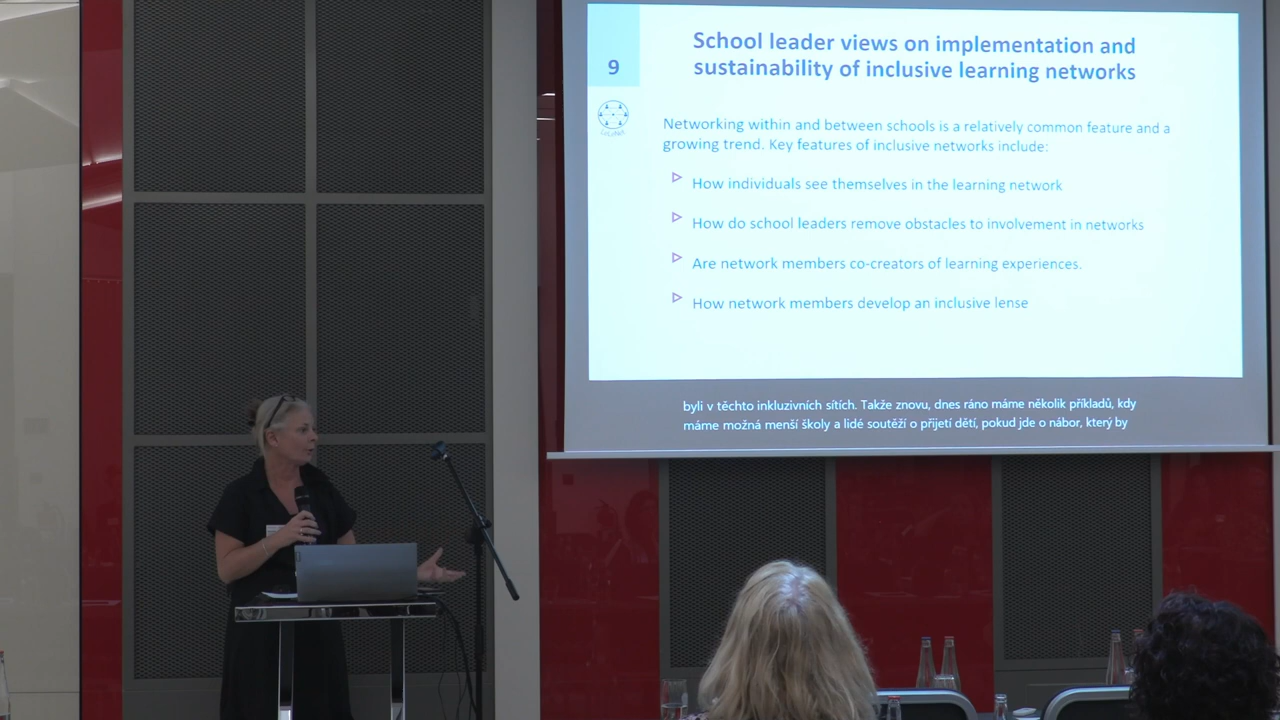 9
School leader views on implementation and
sustainability of inclusive learning networks
Networking within and between schools is a relatively common feature and a
growing trend. Key features of inclusive networks include:
How individuals see themselves in the learning network
How do school leaders remove obstacles to involvement in networks
Are network members co-creators of learning experiences.
How network members develop an inclusive lense
byli v těchto inkluzivních sítích. Takže znovu, dnes ráno máme několik příkladů, kdy
máme možná menší školy a lidé soutěží o přijetí dětí, pokud jde o nábor, který by